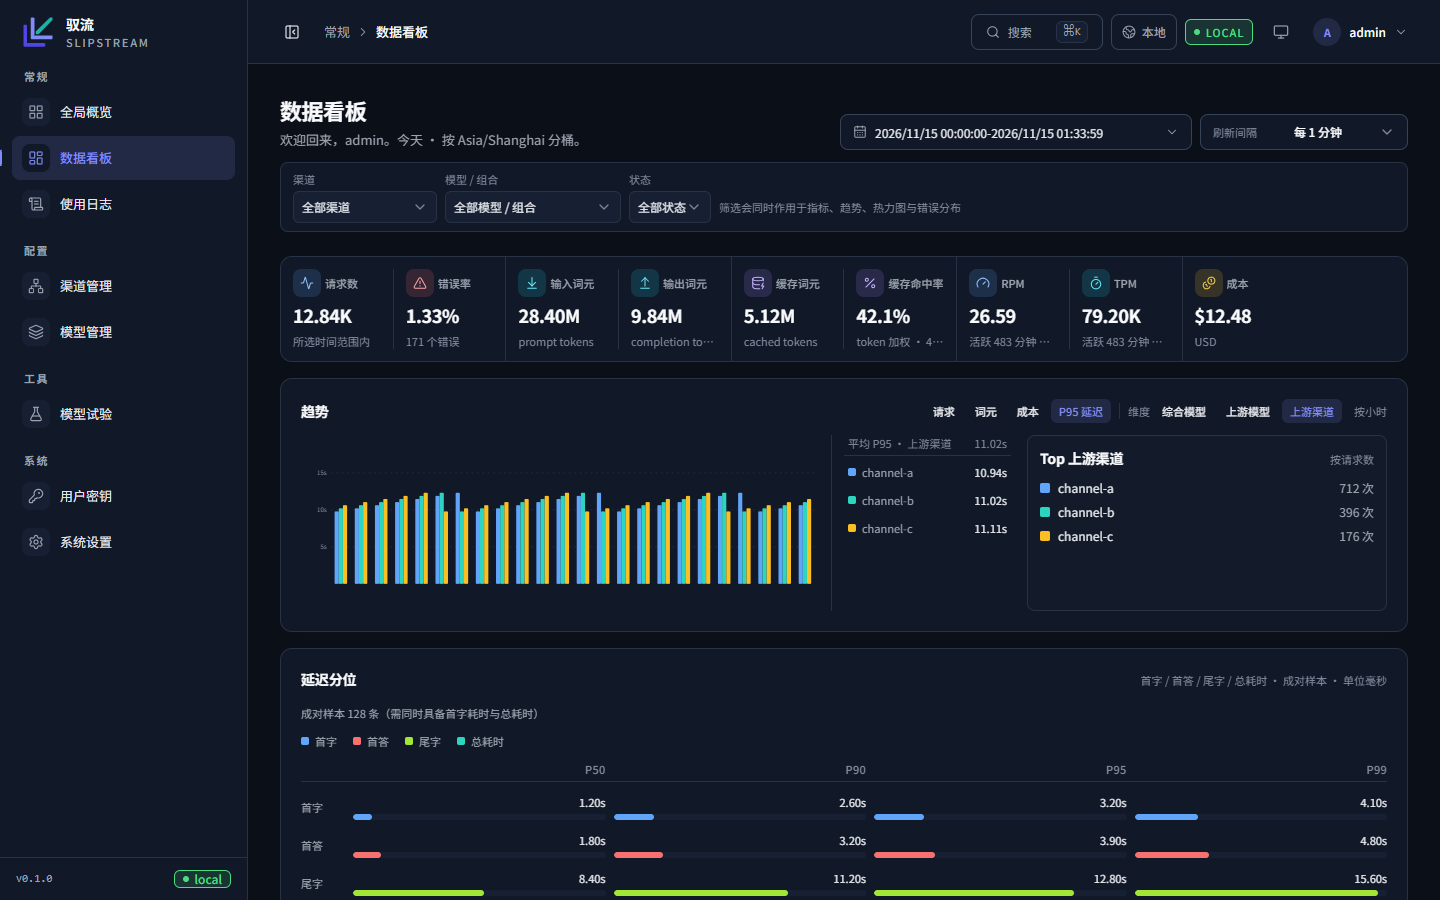 驭流
SLIPSTREAM
常规
全局概览
数据看板
使用日志
配置
渠道管理
模型管理
工具
模型试验
系统
用户密钥
系统设置
v0.1.0
local
常规 > 数据看板
搜索 ⌘K
本地
LOCAL
A admin
数据看板
欢迎回来，admin。今天 · 按 Asia/Shanghai 分桶。
2026/11/15 00:00:00-2026/11/15 01:33:59
刷新间隔 每 1 分钟
渠道 模型 / 组合 状态
全部渠道 全部模型 / 组合 全部状态 筛选会同时作用于指标、趋势、热力图与错误分布
请求数 错误率 输入词元 输出词元 缓存词元 缓存命中率 RPM TPM 成本
12.84K 1.33% 28.40M 9.84M 5.12M 42.1% 26.59 79.20K $12.48
所选时间范围内 171 个错误 prompt tokens completion to··· cached tokens token 加权 · 4··· 活跃 483 分钟 ··· 活跃 483 分钟 ··· USD
趋势
请求 词元 成本 P95 延迟 维度 综合模型 上游模型 上游渠道 按小时
15s
10s
5s
平均 P95 · 上游渠道 11.02s
channel-a 10.94s
channel-b 11.02s
channel-c 11.11s
Top 上游渠道 按请求数
channel-a 712 次
channel-b 396 次
channel-c 176 次
延迟分位
首字 / 首答 / 尾字 / 总耗时 · 成对样本 · 单位毫秒
成对样本 128 条（需同时具备首字耗时与总耗时）
首字 首答 尾字 总耗时
P50 P90 P95 P99
首字 1.20s 2.60s 3.20s 4.10s
首答 1.80s 3.20s 3.90s 4.80s
尾字 8.40s 11.20s 12.80s 15.60s